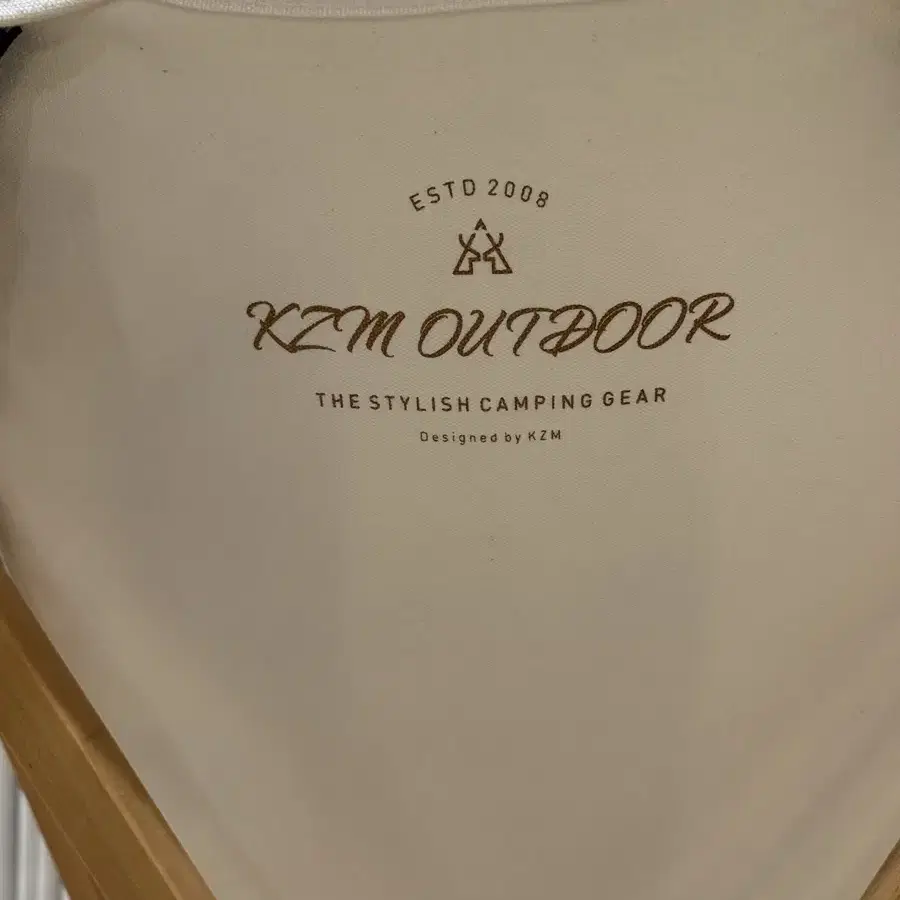 ESTD 2008
KZM OUTDOOR
THE STYLISH CAMPING GEAR
Designed by KZM